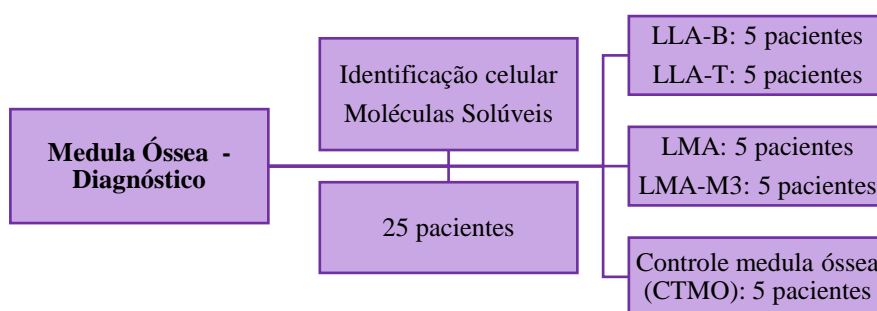 Medula Óssea -
Diagnóstico
Identificação celular
Moléculas Solúveis
25 pacientes
LLA-B: 5 pacientes
LLA-T: 5 pacientes
LMA: 5 pacientes
LMA-M3: 5 pacientes
Controle medula óssea
(CTMO): 5 pacientes